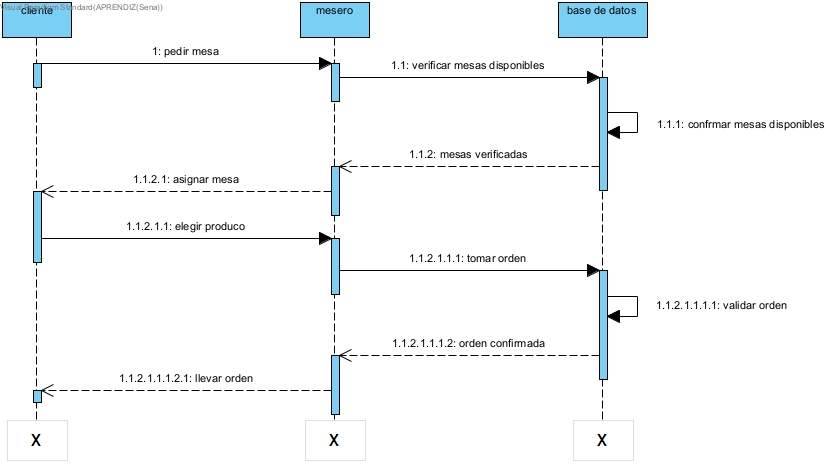 Visual Paradigm Standard(APRENDIZ(Sena))
cliente
mesero
base de datos
1: pedir mesa
1.1: verificar mesas disponibles
1.1.1: confrmar mesas disponibles
1.1.2: mesas verificadas
1.1.2.1: asignar mesa
1.1.2.1.1: elegir produco
1.1.2.1.1.1: tomar orden
1.1.2.1.1.1.1: validar orden
1.1.2.1.1.1.2: orden confirmada
1.1.2.1.1.1.2.1: llevar orden
X
X
X